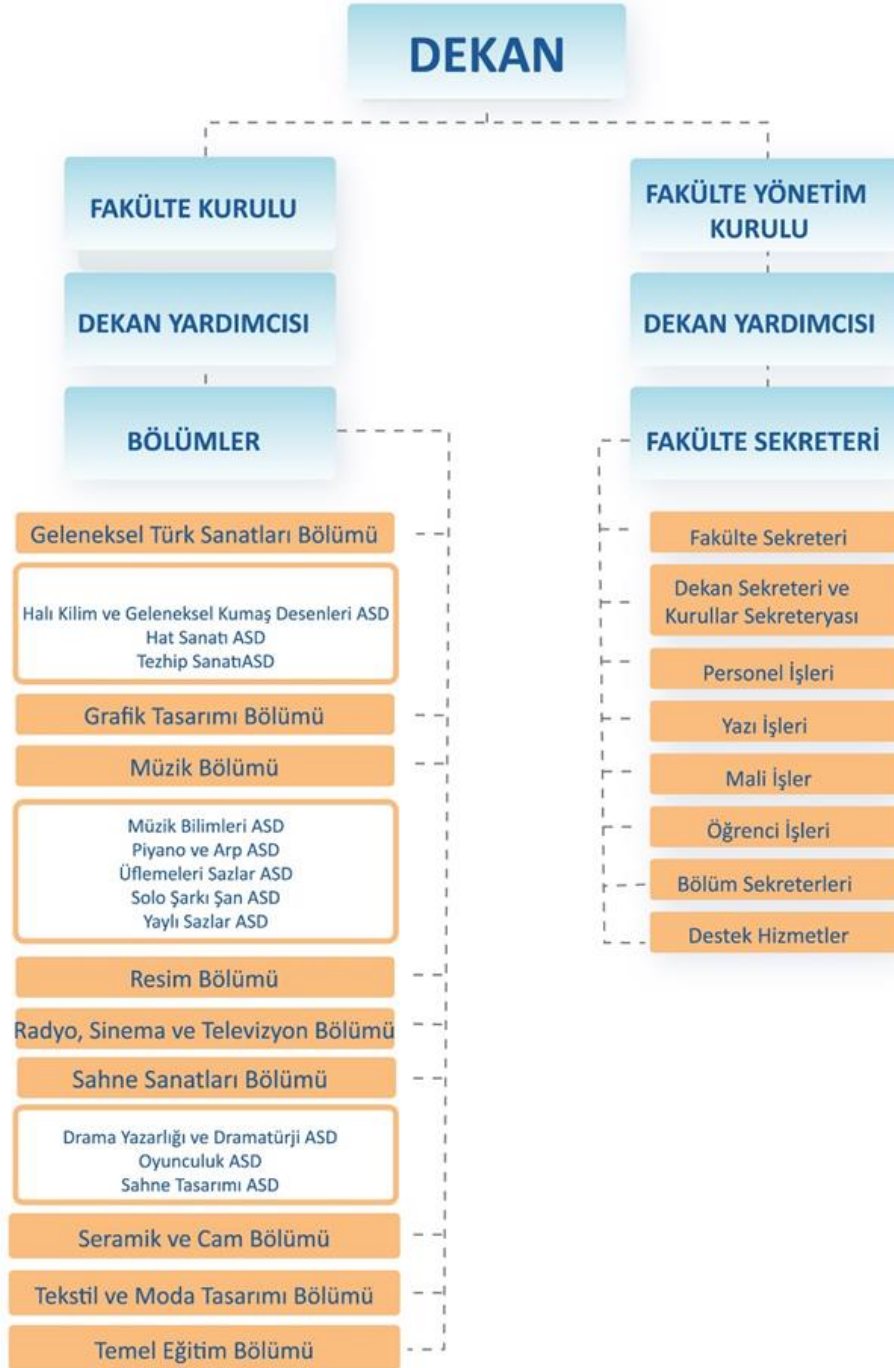 DEKAN
FAKÜLTE KURULU
FAKÜLTE YÖNETİM
KURULU
DEKAN YARDIMCISI
DEKAN YARDIMCISI
BÖLÜMLER
FAKÜLTE SEKRETERİ
Geleneksel Türk Sanatları Bölümü
Halı Kilim ve Geleneksel Kumaş Desenleri ASD
Hat Sanatı ASD
Tezhip SanatıASD
Grafik Tasarımı Bölümü
Müzik Bölümü
Müzik Bilimleri ASD
Piyano ve Arp ASD
Üflemeleri Sazlar ASD
Solo Şarkı Şan ASD
Yaylı Sazlar ASD
Resim Bölümü
Radyo, Sinema ve Televizyon Bölümü
Sahne Sanatları Bölümü
Drama Yazarlığı ve Dramatürji ASD
Oyunculuk ASD
Sahne Tasarımı ASD
Seramik ve Cam Bölümü
Tekstil ve Moda Tasarımı Bölümü
Temel Eğitim Bölümü
Fakülte Sekreteri
Dekan Sekreteri ve
Kurullar Sekreteryası
Personel İşleri
Yazı İşleri
Mali İşler
Öğrenci İşleri
Bölüm Sekreterleri
Destek Hizmetler